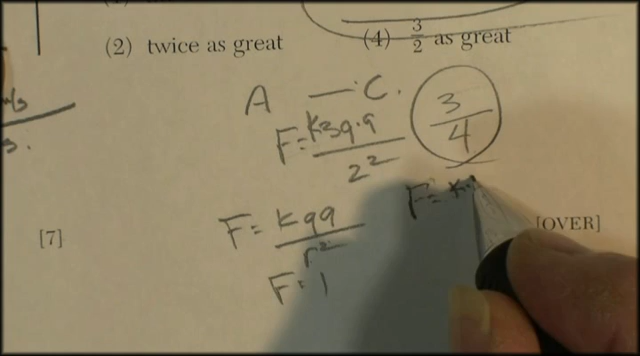 (2) twice as great
(4) 3/2 as great
A — C.
F = K3q·q / 2²
3/4
F = Kqq / r²
F = K
F = 1
[7]
[OVER]